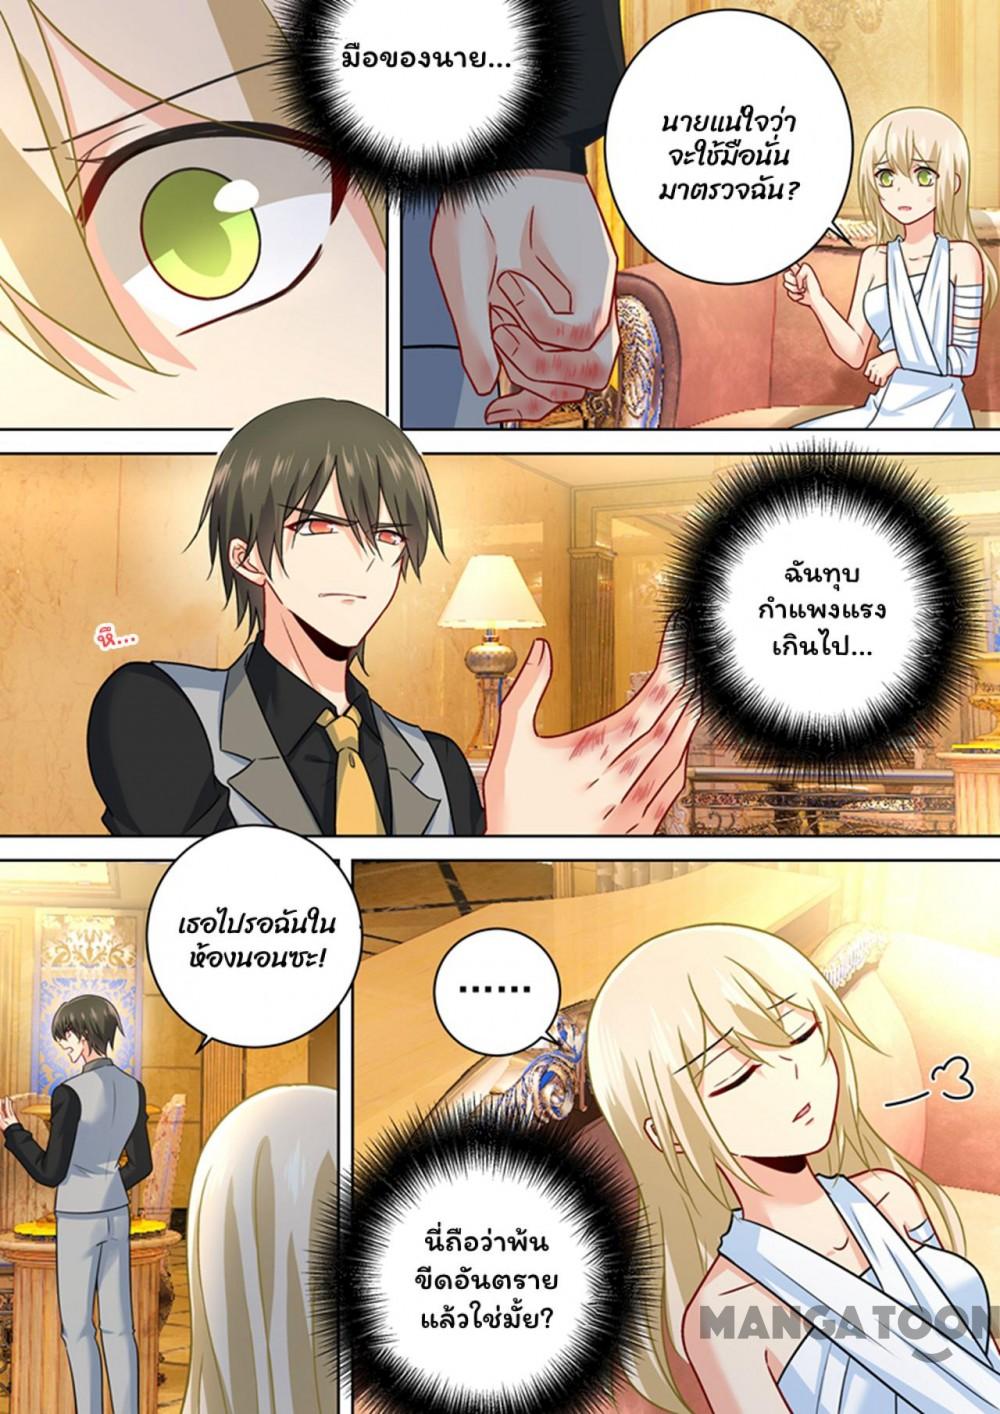 มือของนาย...
นายแน่ใจว่า
จะใช้มือนั่น
มาตรวจฉัน?
หึ...
ฉันทุบ
กำแพงแรง
เกินไป...
เธอไปรอฉันใน
ห้องนอนซะ!
......
นี่ถือว่าพ้น
ขีดอันตราย
แล้วใช่มั้ย?
MANGATOON